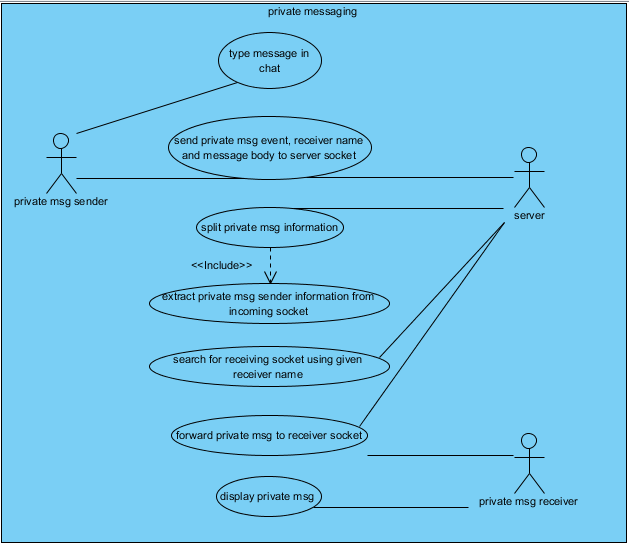 private messaging
type message in
chat
send private msg event, receiver name
and message body to server socket
private msg sender
server
split private msg information
<<Include>>
extract private msg sender information from
incoming socket
search for receiving socket using given
receiver name
forward private msg to receiver socket
display private msg
private msg receiver